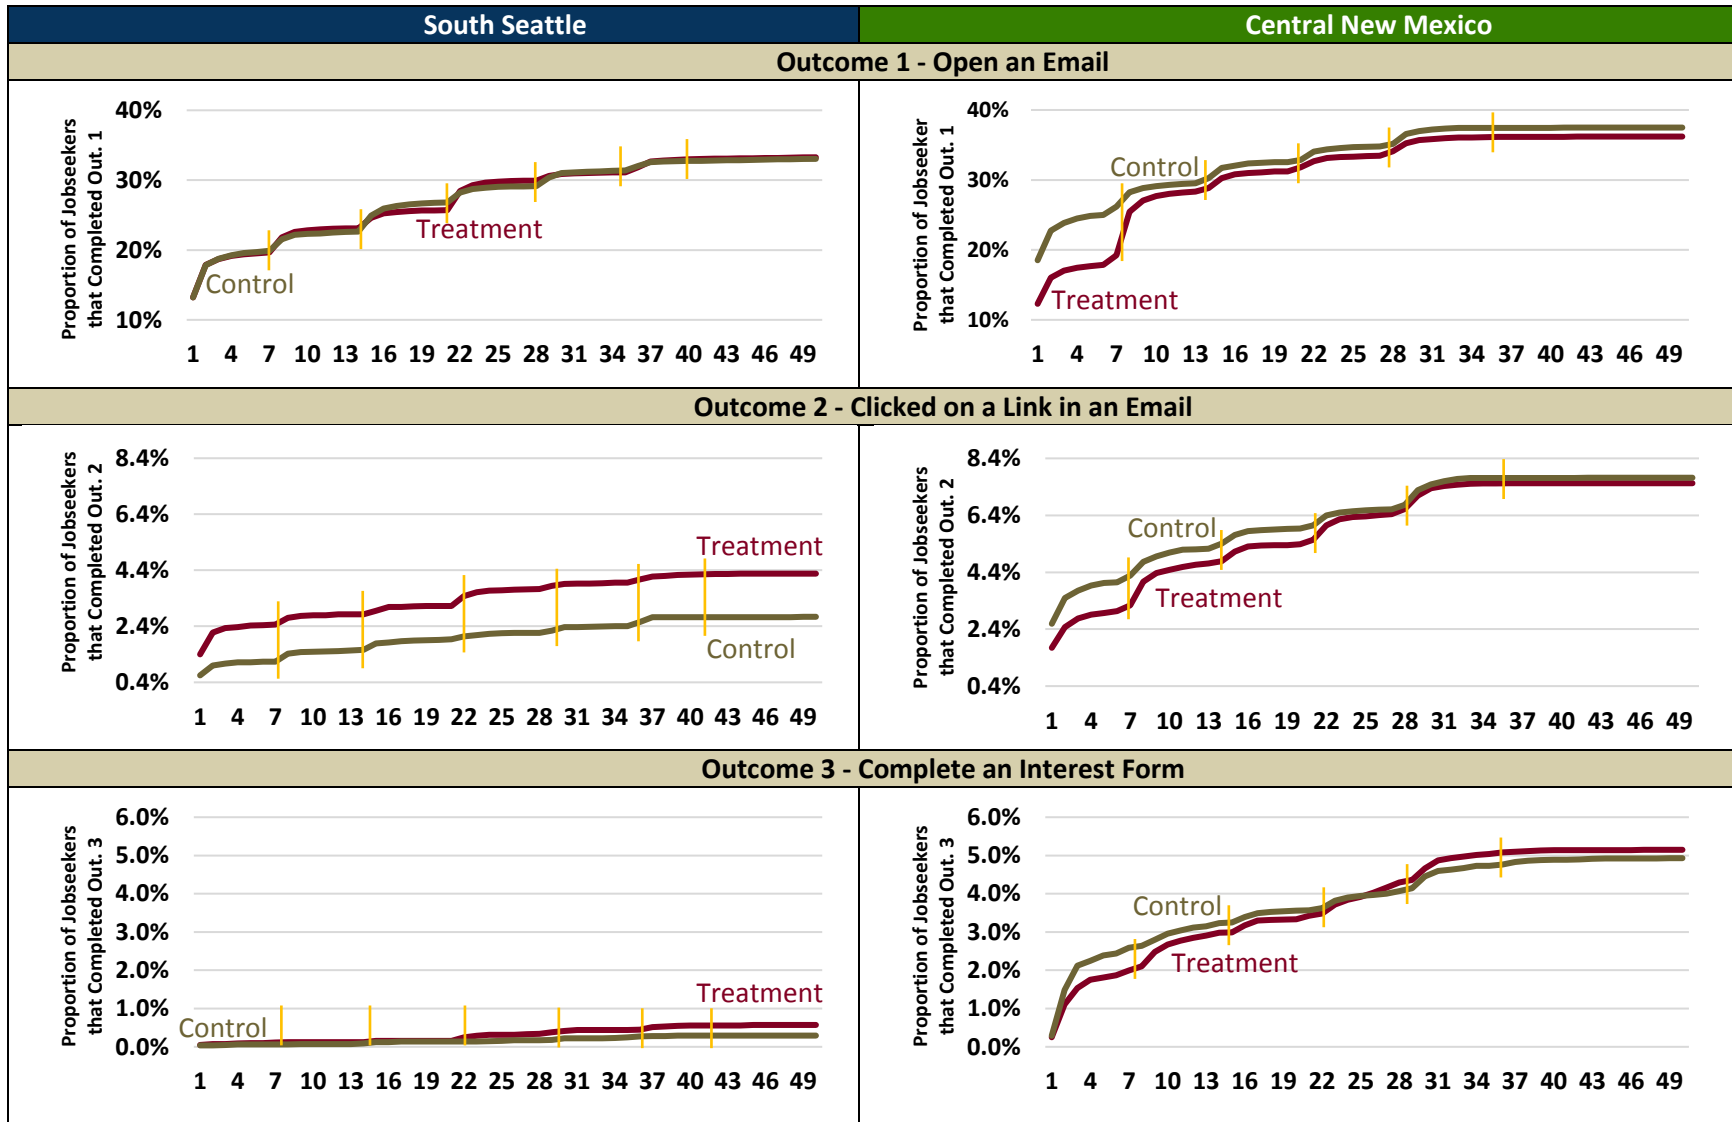 South Seattle
Central New Mexico
Outcome 1 - Open an Email
Proportion of Jobseekers
that Completed Out. 1
40%
30%
20%
10%
Control
Treatment
1 4 7 10 13 16 19 22 25 28 31 34 37 40 43 46 49
Proportion of Jobseeker
that Completed Out. 1
40%
30%
20%
10%
Control
Treatment
1 4 7 10 13 16 19 22 25 28 31 34 37 40 43 46 49
Outcome 2 - Clicked on a Link in an Email
Proportion of Jobseekers
that Completed Out. 2
8.4%
6.4%
4.4%
2.4%
0.4%
Treatment
Control
1 4 7 10 13 16 19 22 25 28 31 34 37 40 43 46 49
Proportion of Jobseekers
that Completed Out. 2
8.4%
6.4%
4.4%
2.4%
0.4%
Control
Treatment
1 4 7 10 13 16 19 22 25 28 31 34 37 40 43 46 49
Outcome 3 - Complete an Interest Form
Proportion of Jobseekers
that Completed Out. 3
6.0%
5.0%
4.0%
3.0%
2.0%
1.0%
0.0%
Treatment
Control
1 4 7 10 13 16 19 22 25 28 31 34 37 40 43 46 49
Proportion of Jobseekers
that Completed Out. 3
6.0%
5.0%
4.0%
3.0%
2.0%
1.0%
0.0%
Control
Treatment
1 4 7 10 13 16 19 22 25 28 31 34 37 40 43 46 49